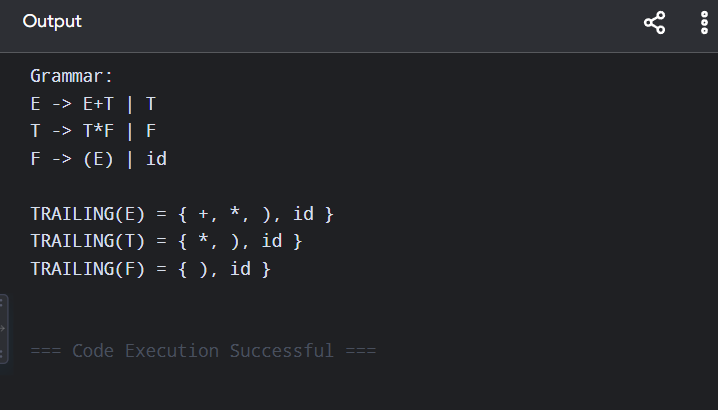 Output
Grammar:
E -> E+T | T
T -> T*F | F
F -> (E) | id
TRAILING(E) = { +, *, ), id }
TRAILING(T) = { *, ), id }
TRAILING(F) = { ), id }
=== Code Execution Successful ===